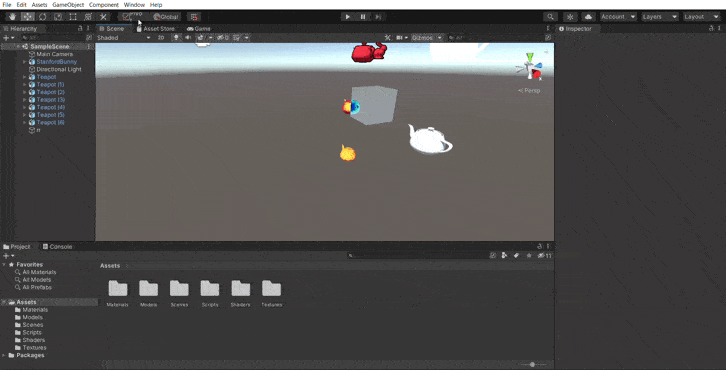 File Edit Assets GameObject Component Window Help
Global
Account Layers Layout
Hierarchy
Scene Asset Store Game
Inspector
All
Shaded
2D
Gizmos
All
SampleScene
Main Camera
StanfordBunny
Directional Light
Teapot
Teapot (1)
Teapot (2)
Teapot (3)
Teapot (4)
Teapot (5)
Teapot (6)
Persp
Project Console
11
Favorites
All Materials
All Models
All Prefabs
Assets
Materials
Models
Scenes
Scripts
Shaders
Textures
Packages
Assets
Materials Models Scenes Scripts Shaders Textures